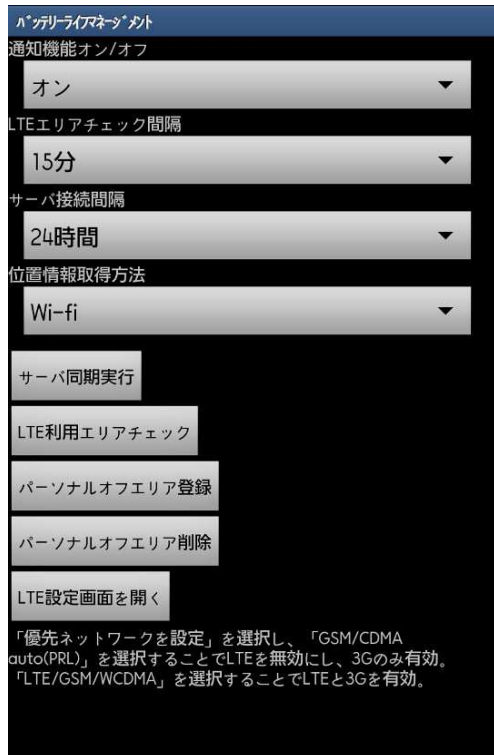 ﾊﾞｯﾃﾘｰﾗｲﾌﾏﾈｰｼﾞﾒﾝﾄ
通知機能オン/オフ
オン
LTEエリアチェック間隔
15分
サーバ接続間隔
24時間
位置情報取得方法
Wi-fi
サーバ同期実行
LTE利用エリアチェック
パーソナルオフエリア登録
パーソナルオフエリア削除
LTE設定画面を開く
「優先ネットワークを設定」を選択し、「GSM/CDMA
auto(PRL)」を選択することでLTEを無効にし、3Gのみ有効。
「LTE/GSM/WCDMA」を選択することでLTEと3Gを有効。